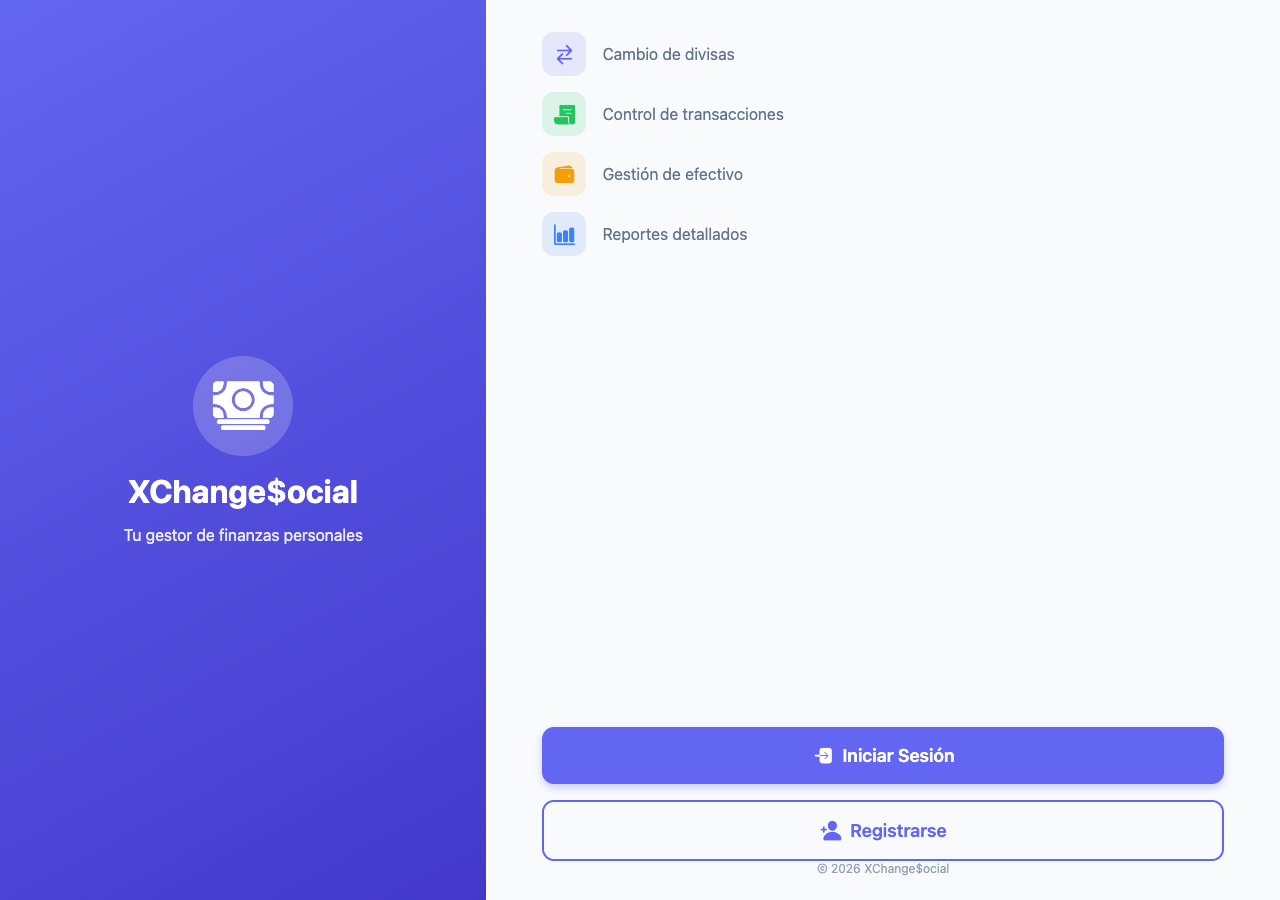 XChange$ocial
Tu gestor de finanzas personales
Cambio de divisas
Control de transacciones
Gestión de efectivo
Reportes detallados
Iniciar Sesión
Registrarse
© 2026 XChange$ocial